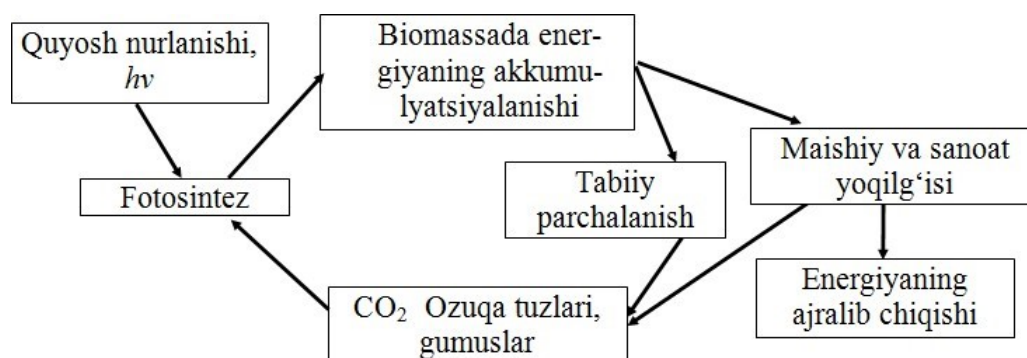 Quyosh nurlanishi,
hv
Biomassada ener-
giyaning akkumu-
lyatsiyalanishi
Maishiy va sanoat
yoqilg‘isi
Fotosintez
Tabiiy
parchalanish
Energiyaning
ajralib chiqishi
CO₂ Ozuqa tuzlari,
gumuslar